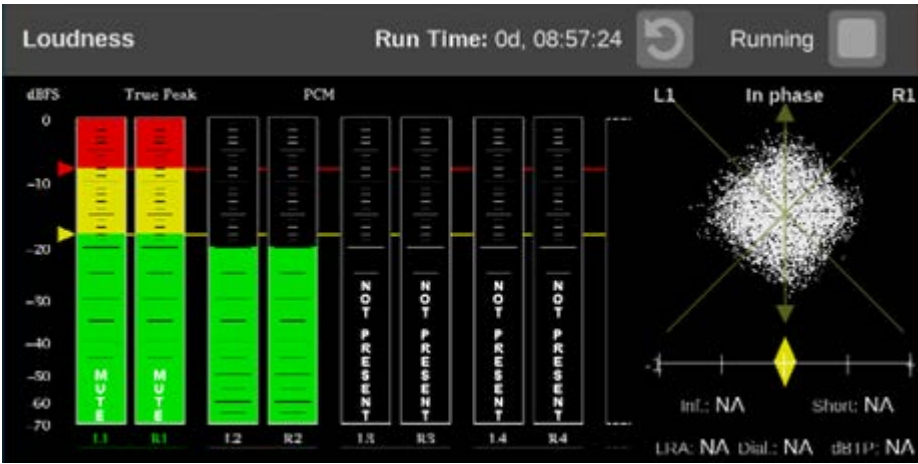 Loudness Run Time: 0d, 08:57:24 Running
dBFS True Peak PCM L1 In phase R1
0
-10
-20
-30
-40
-50
-60
-70
MUTE MUTE NOT PRESENT NOT PRESENT NOT PRESENT NOT PRESENT
L1 R1 L2 R2 L3 R3 L4 R4
-1
Inf.: NA Short: NA
LRA: NA Dial.: NA dBTP: NA